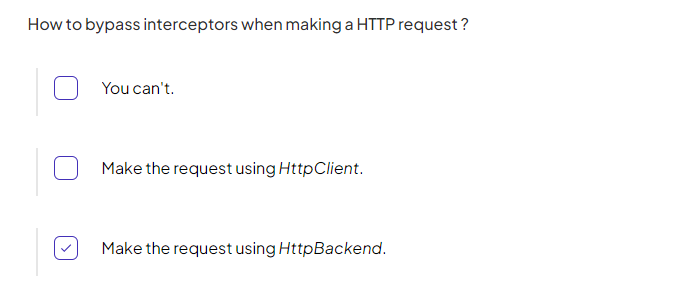 How to bypass interceptors when making a HTTP request ?
You can't.
Make the request using HttpClient.
Make the request using HttpBackend.